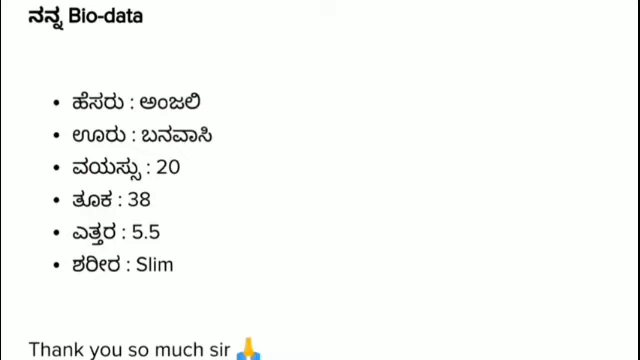 ನನ್ನ Bio-data
• ಹೆಸರು : ಅಂಜಲಿ
• ಊರು : ಬನವಾಸಿ
• ವಯಸ್ಸು : 20
• ತೂಕ : 38
• ಎತ್ತರ : 5.5
• ಶರೀರ : Slim
Thank you so much sir 🙏